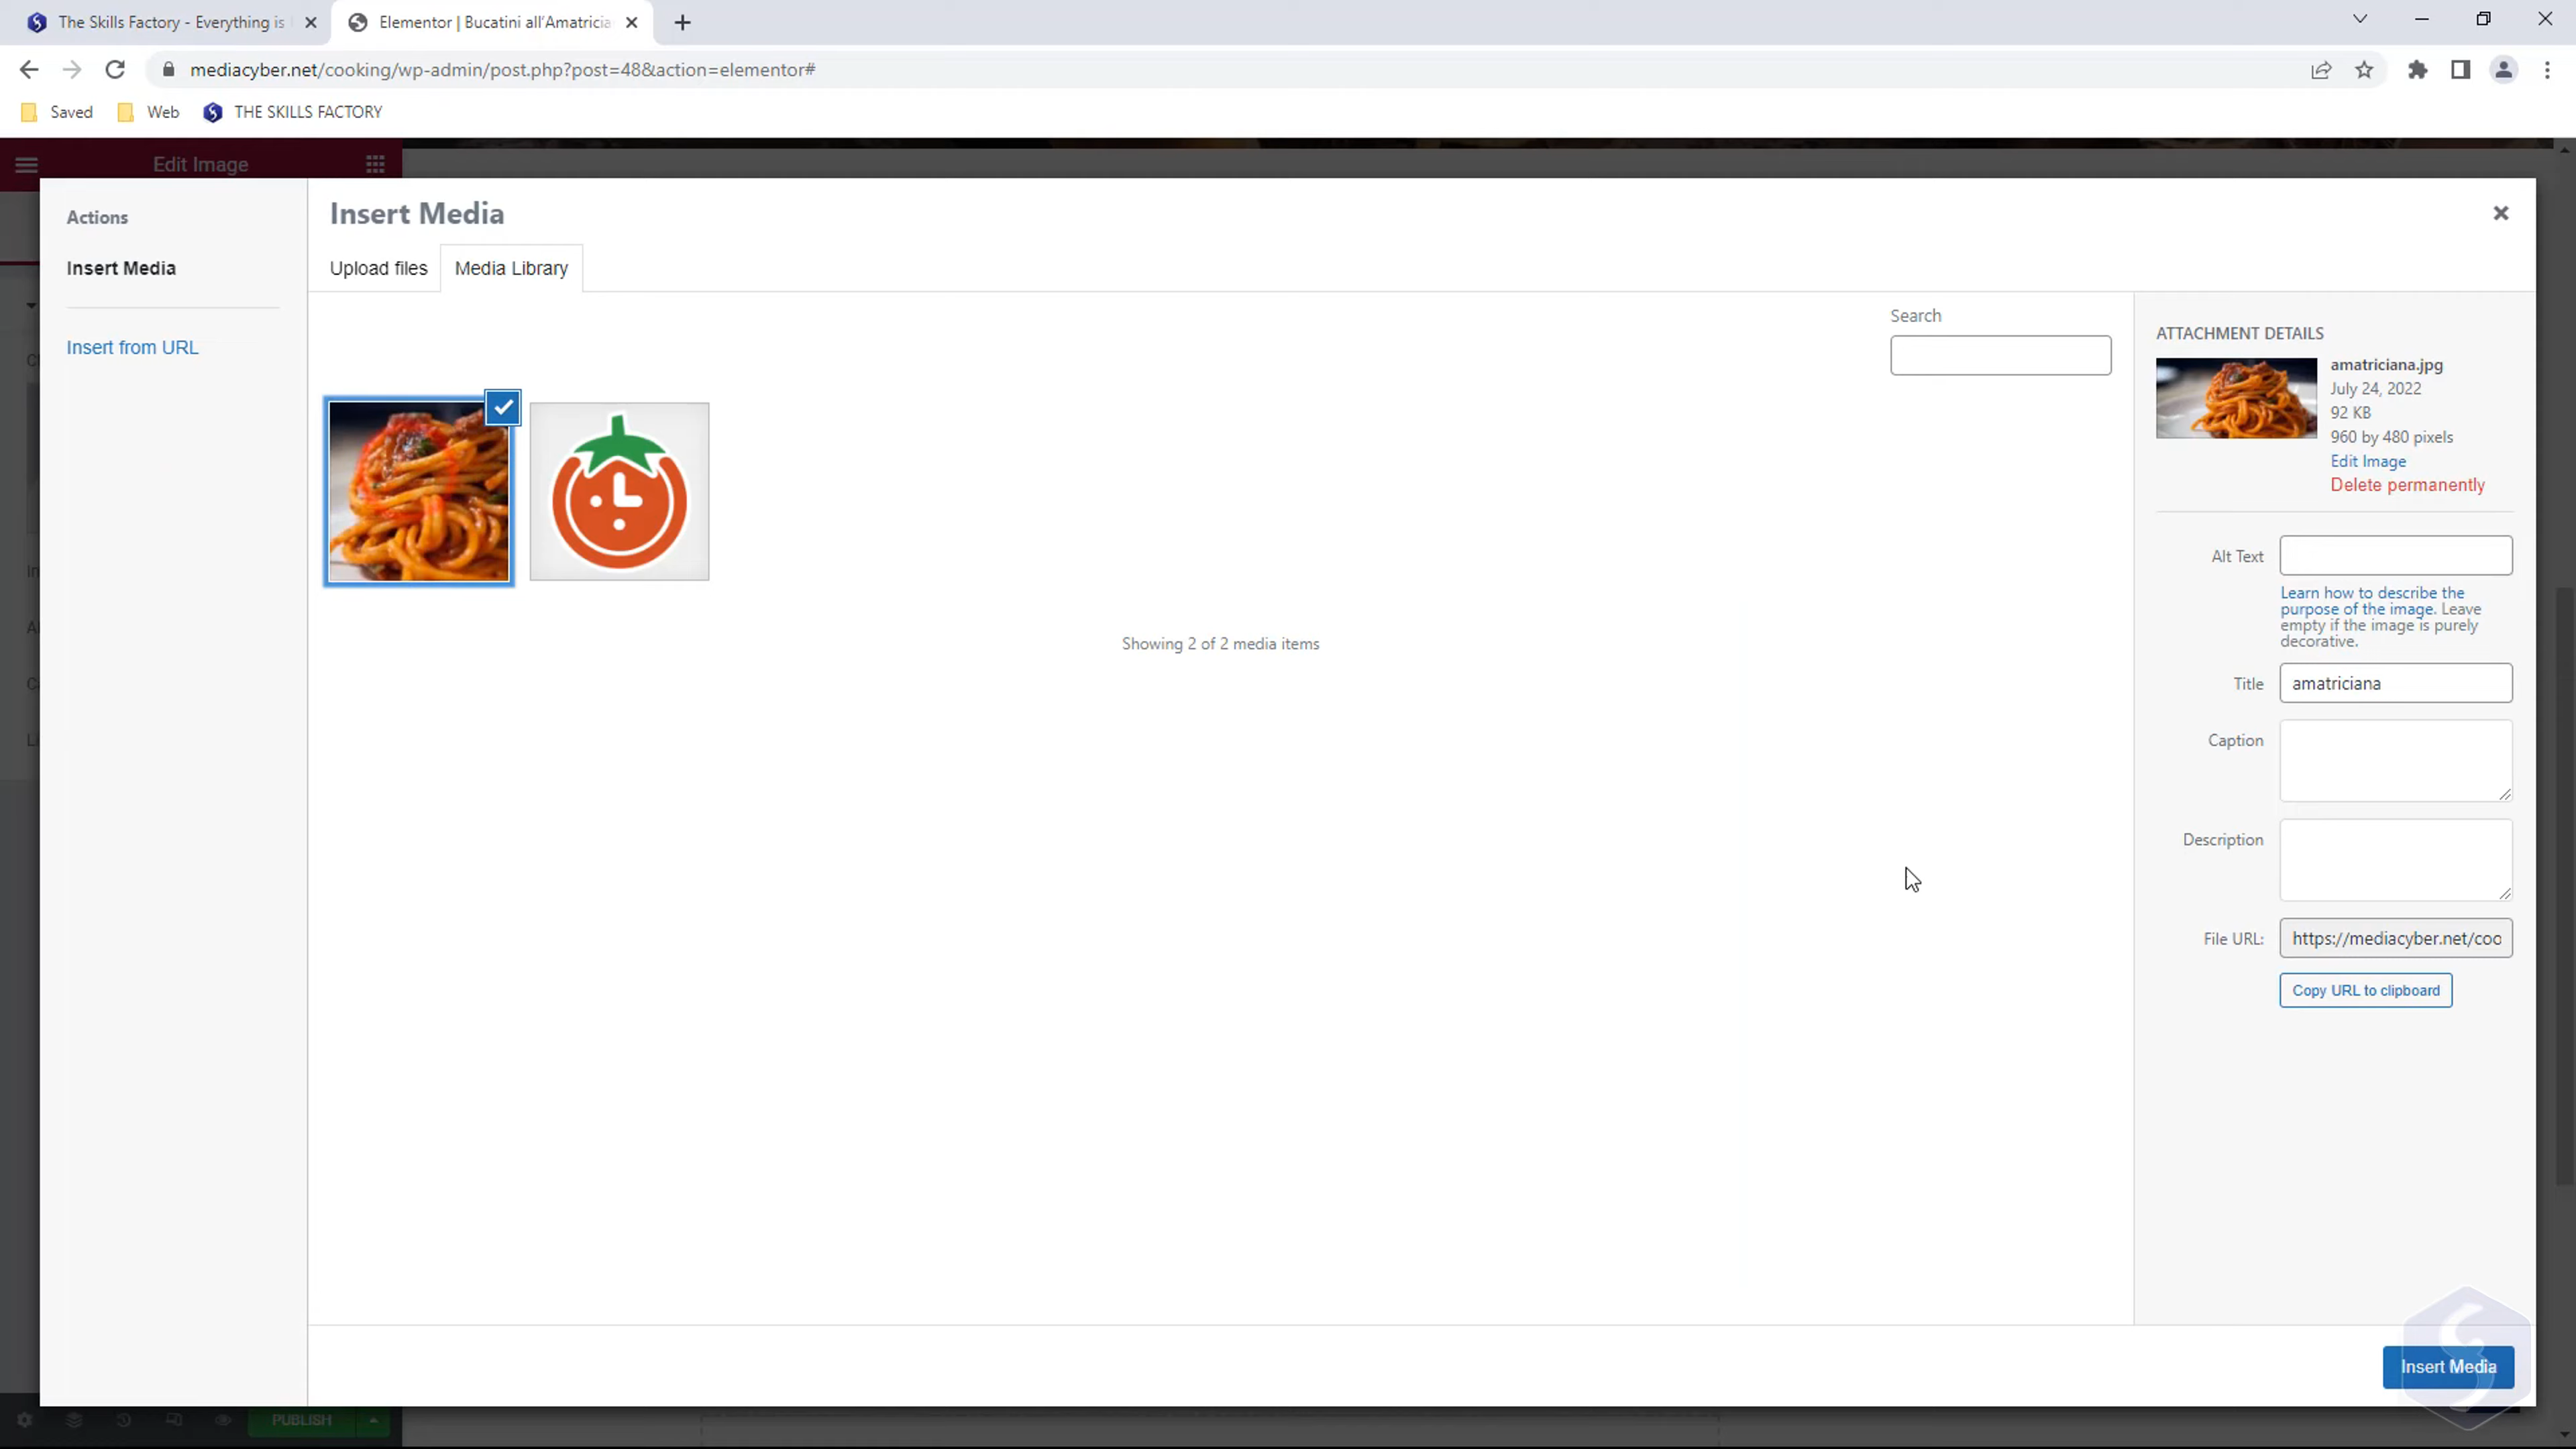 The Skills Factory - Everything is
Elementor | Bucatini all'Amatricia
mediacyber.net/cooking/wp-admin/post.php?post=48&action=elementor#
Saved
Web
THE SKILLS FACTORY
Edit Image
Actions
Insert Media
Insert from URL
Insert Media
Upload files
Media Library
Search
Showing 2 of 2 media items
ATTACHMENT DETAILS
amatriciana.jpg
July 24, 2022
92 KB
960 by 480 pixels
Edit Image
Delete permanently
Alt Text
Learn how to describe the
purpose of the image. Leave
empty if the image is purely
decorative.
Title
amatriciana
Caption
Description
File URL:
https://mediacyber.net/coo
Copy URL to clipboard
Insert Media
PUBLISH